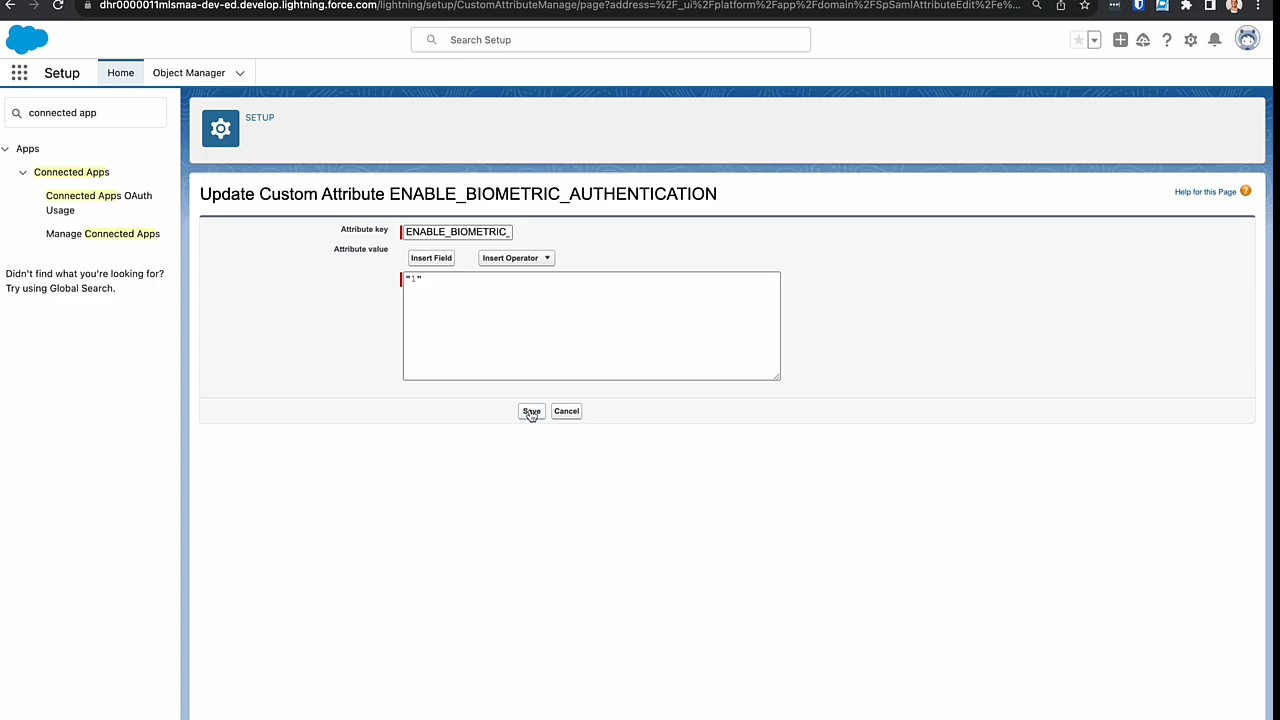 dhr0000011mlsmaa-dev-ed.develop.lightning.force.com/lightning/setup/CustomAttributeManage/page?address=%2F_ui%2Fplatform%2Fapp%2Fdomain%2FSpSamlAttributeEdit%2Fe%...
Search Setup
Setup
Home
Object Manager
connected app
SETUP
Apps
Connected Apps
Connected Apps OAuth
Usage
Manage Connected Apps
Didn't find what you're looking for?
Try using Global Search.
Update Custom Attribute ENABLE_BIOMETRIC_AUTHENTICATION
Help for this Page ?
Attribute key
ENABLE_BIOMETRIC_
Attribute value
Insert Field
Insert Operator
"1"
Save
Cancel